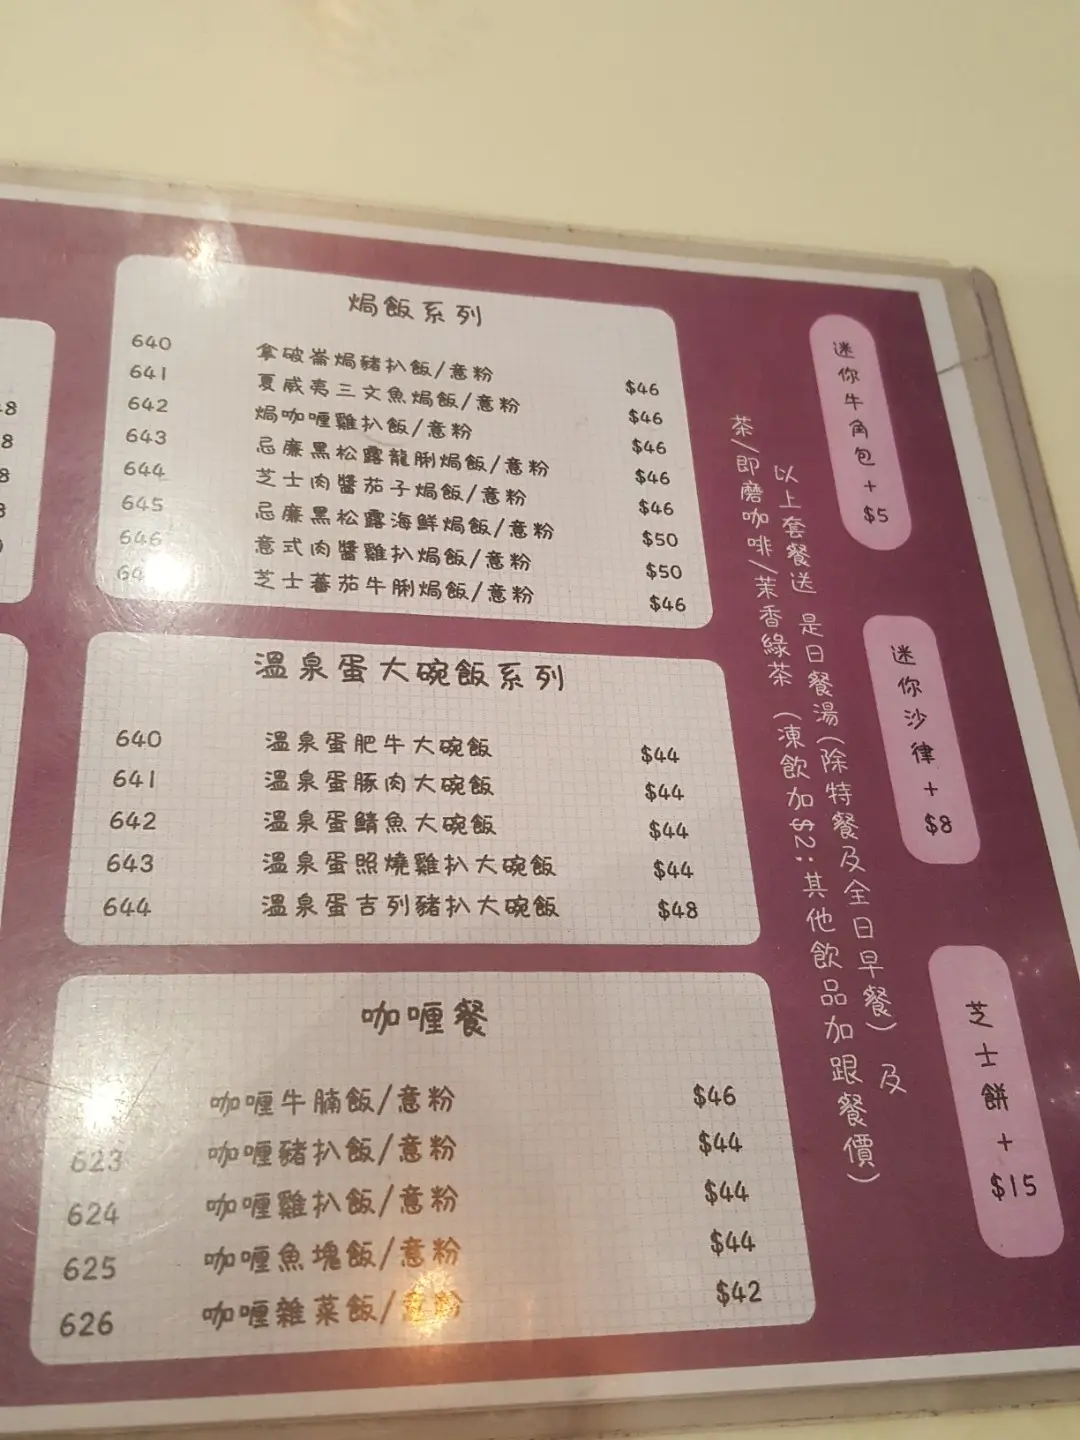 焗飯系列
640 拿破崙焗豬扒飯/意粉 $46
641 夏威夷三文魚焗飯/意粉 $46
642 焗咖喱雞扒飯/意粉 $46
643 忌廉黑松露龍脷焗飯/意粉 $46
644 芝士肉醬茄子焗飯/意粉 $46
645 忌廉黑松露海鮮焗飯/意粉 $50
646 意式肉醬雞扒焗飯/意粉 $50
64 芝士蕃茄牛脷焗飯/意粉 $46
溫泉蛋大碗飯系列
640 溫泉蛋肥牛大碗飯 $44
641 溫泉蛋豚肉大碗飯 $44
642 溫泉蛋鯖魚大碗飯 $44
643 溫泉蛋照燒雞扒大碗飯 $44
644 溫泉蛋吉列豬扒大碗飯 $48
咖喱餐
咖喱牛腩飯/意粉 $46
623 咖喱豬扒飯/意粉 $44
624 咖喱雞扒飯/意粉 $44
625 咖喱魚塊飯/意粉 $44
626 咖喱雜菜飯/意粉 $42
以上套餐送 是日餐湯(除特餐及全日早餐) 及
茶/即磨咖啡/茉香綠茶 (凍飲加$2:其他飲品加跟餐價)
迷你牛角包+$5
迷你沙律+$8
芝士餅+$15